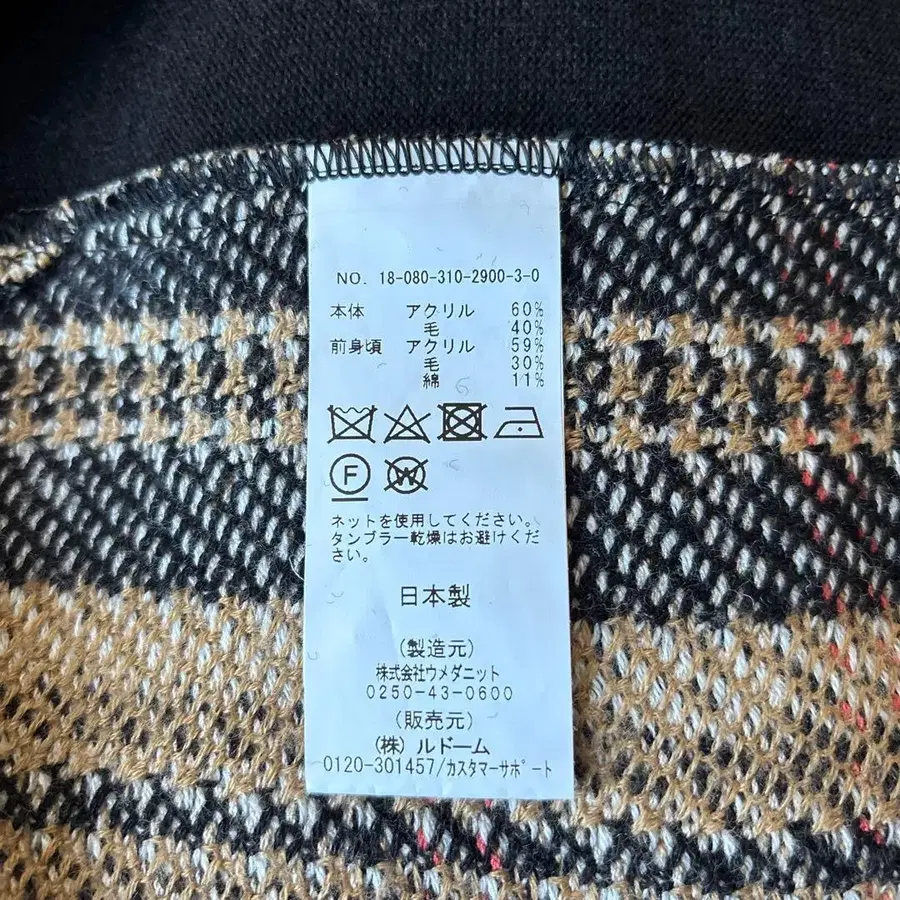 NO. 18-080-310-2900-3-0
本体 アクリル 60%
毛 40%
前身頃 アクリル 59%
毛 30%
綿 11%
F W
ネットを使用してください。
タンブラー乾燥はお避けくだ
さい。
日本製
(製造元)
株式会社ウメダニット
0250-43-0600
(販売元)
(株) ルドーム
0120-301457/カスタマーサポート